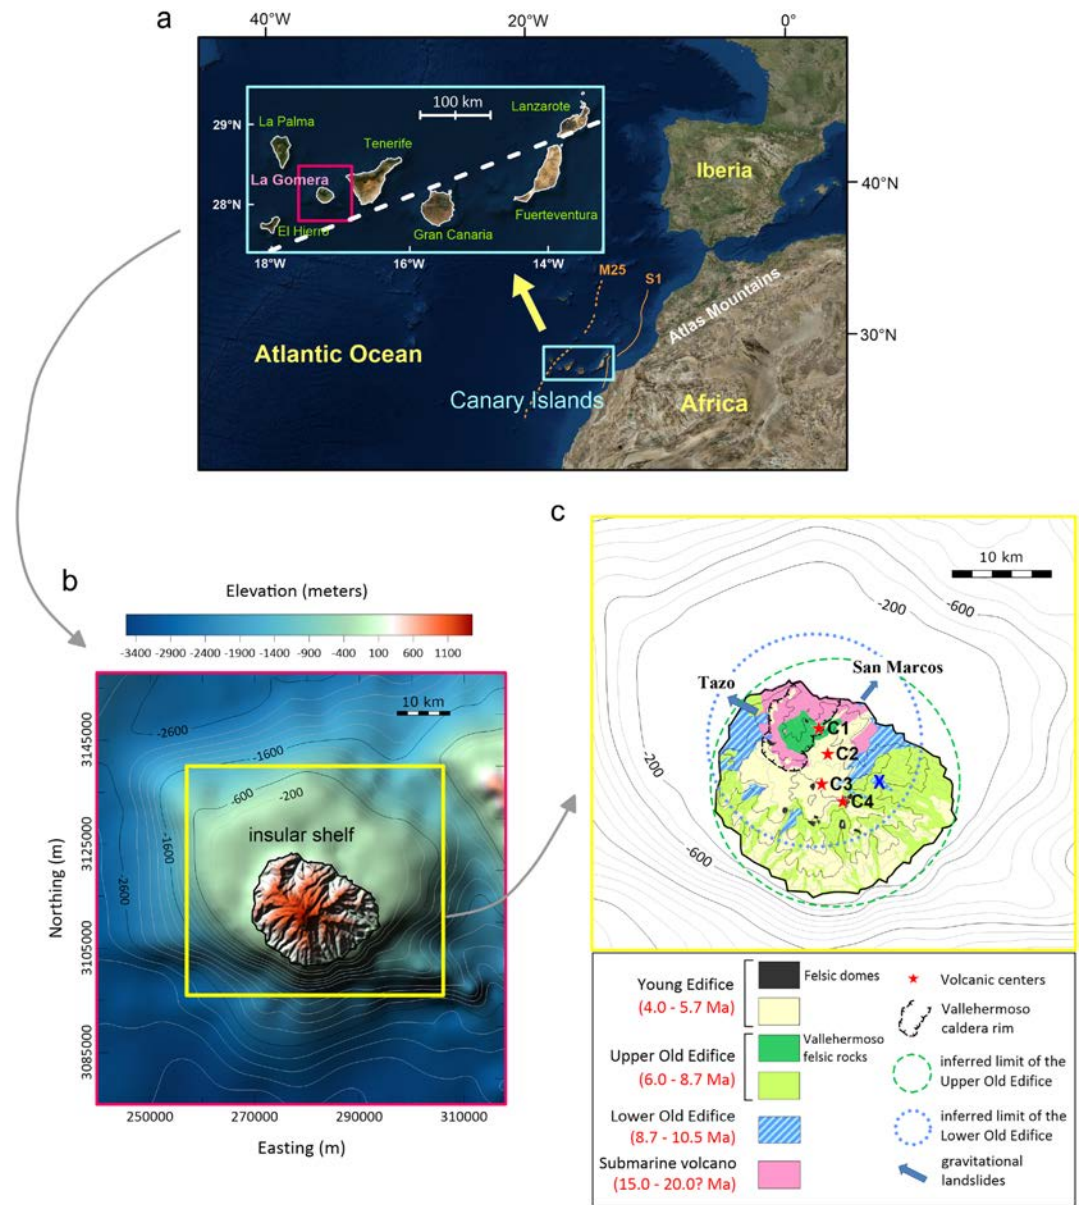 a
40°W
20°W
0°
100 km
Lanzarote
29°N
La Palma
Tenerife
La Gomera
28°N
El Hierro
Gran Canaria
Fuerteventura
18°W
16°W
14°W
Iberia
40°N
M25
S1
Atlas Mountains
30°N
Atlantic Ocean
Canary Islands
Africa
b
Elevation (meters)
-3400 -2900 -1900 -1400 -900 -400 100 600 1100
10 km
-2600
-1600
-600
-200
insular shelf
-1600
-2600
Northing (m)
3145000
3125000
3105000
3085000
250000 270000 290000 310000
Easting (m)
c
10 km
-200
-600
San Marcos
Tazo
C1
C2
C3
C4
X
-200
-600
Young Edifice
(4.0 - 5.7 Ma)
Felsic domes
Upper Old Edifice
(6.0 - 8.7 Ma)
Vallehermoso
felsic rocks
Lower Old Edifice
(8.7 - 10.5 Ma)
Submarine volcano
(15.0 - 20.0? Ma)
Volcanic centers
Vallehermoso
caldera rim
inferred limit of the
Upper Old Edifice
inferred limit of the
Lower Old Edifice
gravitational
landslides